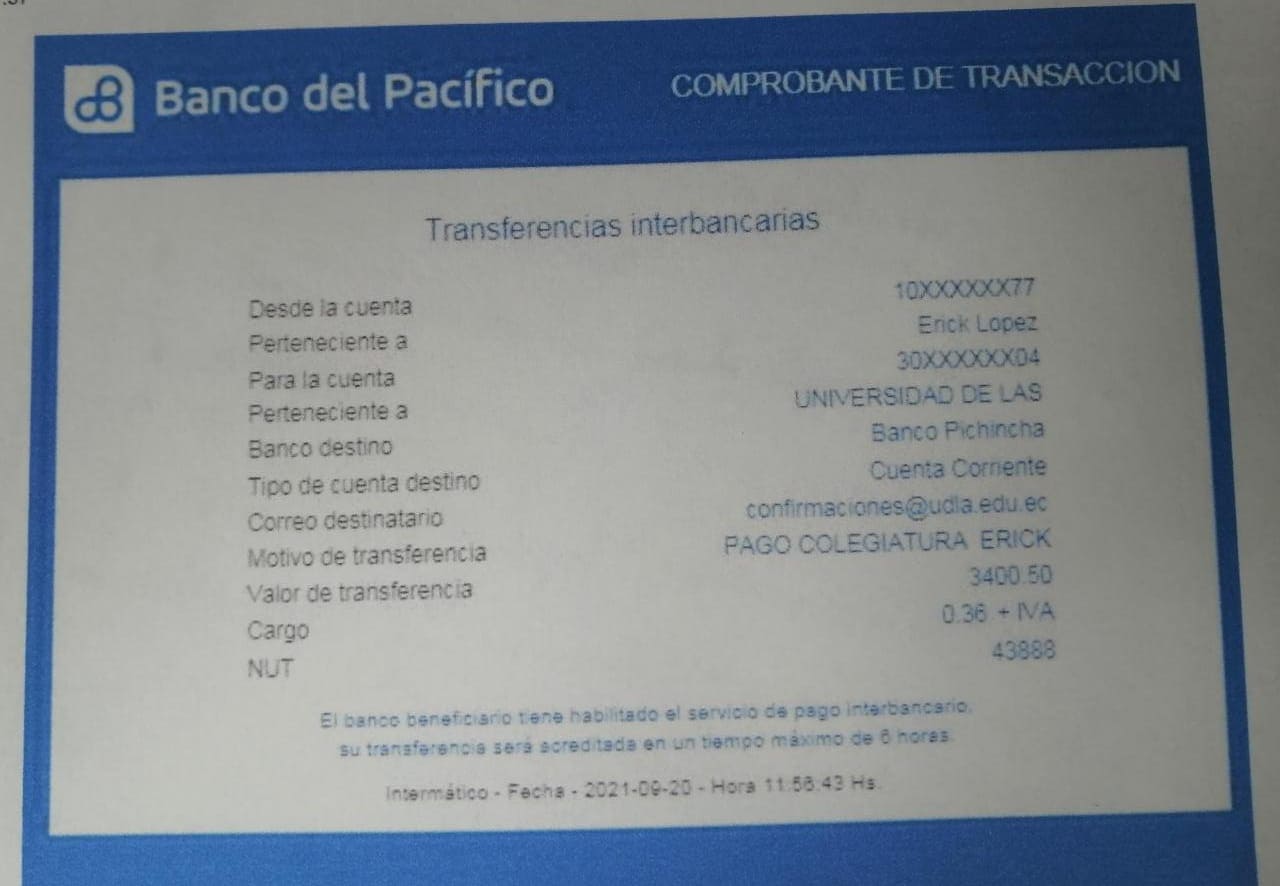 Banco del Pacífico COMPROBANTE DE TRANSACCION
Transferencias interbancarias
Desde la cuenta 10XXXXXX77
Perteneciente a Erick Lopez
Para la cuenta 30XXXXXX04
Perteneciente a UNIVERSIDAD DE LAS
Banco destino Banco Pichincha
Tipo de cuenta destino Cuenta Corriente
Correo destinatario confirmaciones@udla.edu.ec
Motivo de transferencia PAGO COLEGIATURA ERICK
Valor de transferencia 3400.50
Cargo 0.36 + IVA
NUT 43888
El banco beneficiario tiene habilitado el servicio de pago interbancario,
su transferencia será acreditada en un tiempo máximo de 6 horas.
Intermático - Fecha - 2021-09-20 - Hora 11:58:43 Hs.